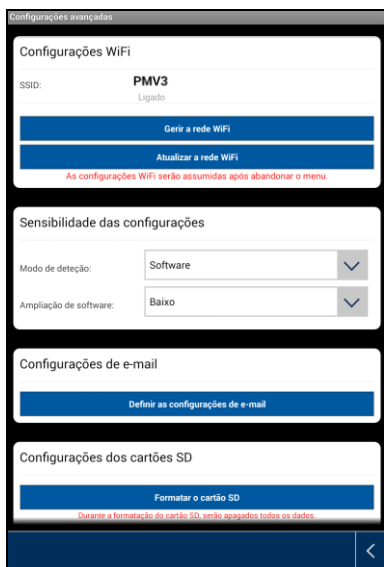 Configurações avançadas
Configurações WiFi
SSID: PMV3
Ligado
Gerir a rede WiFi
Atualizar a rede WiFi
As configurações WiFi serão assumidas após abandonar o menu.
Sensibilidade das configurações
Modo de deteção: Software
Ampliação de software: Baixo
Configurações de e-mail
Definir as configurações de e-mail
Configurações dos cartões SD
Formatar o cartão SD
Durante a formatação do cartão SD, serão apagados todos os dados.